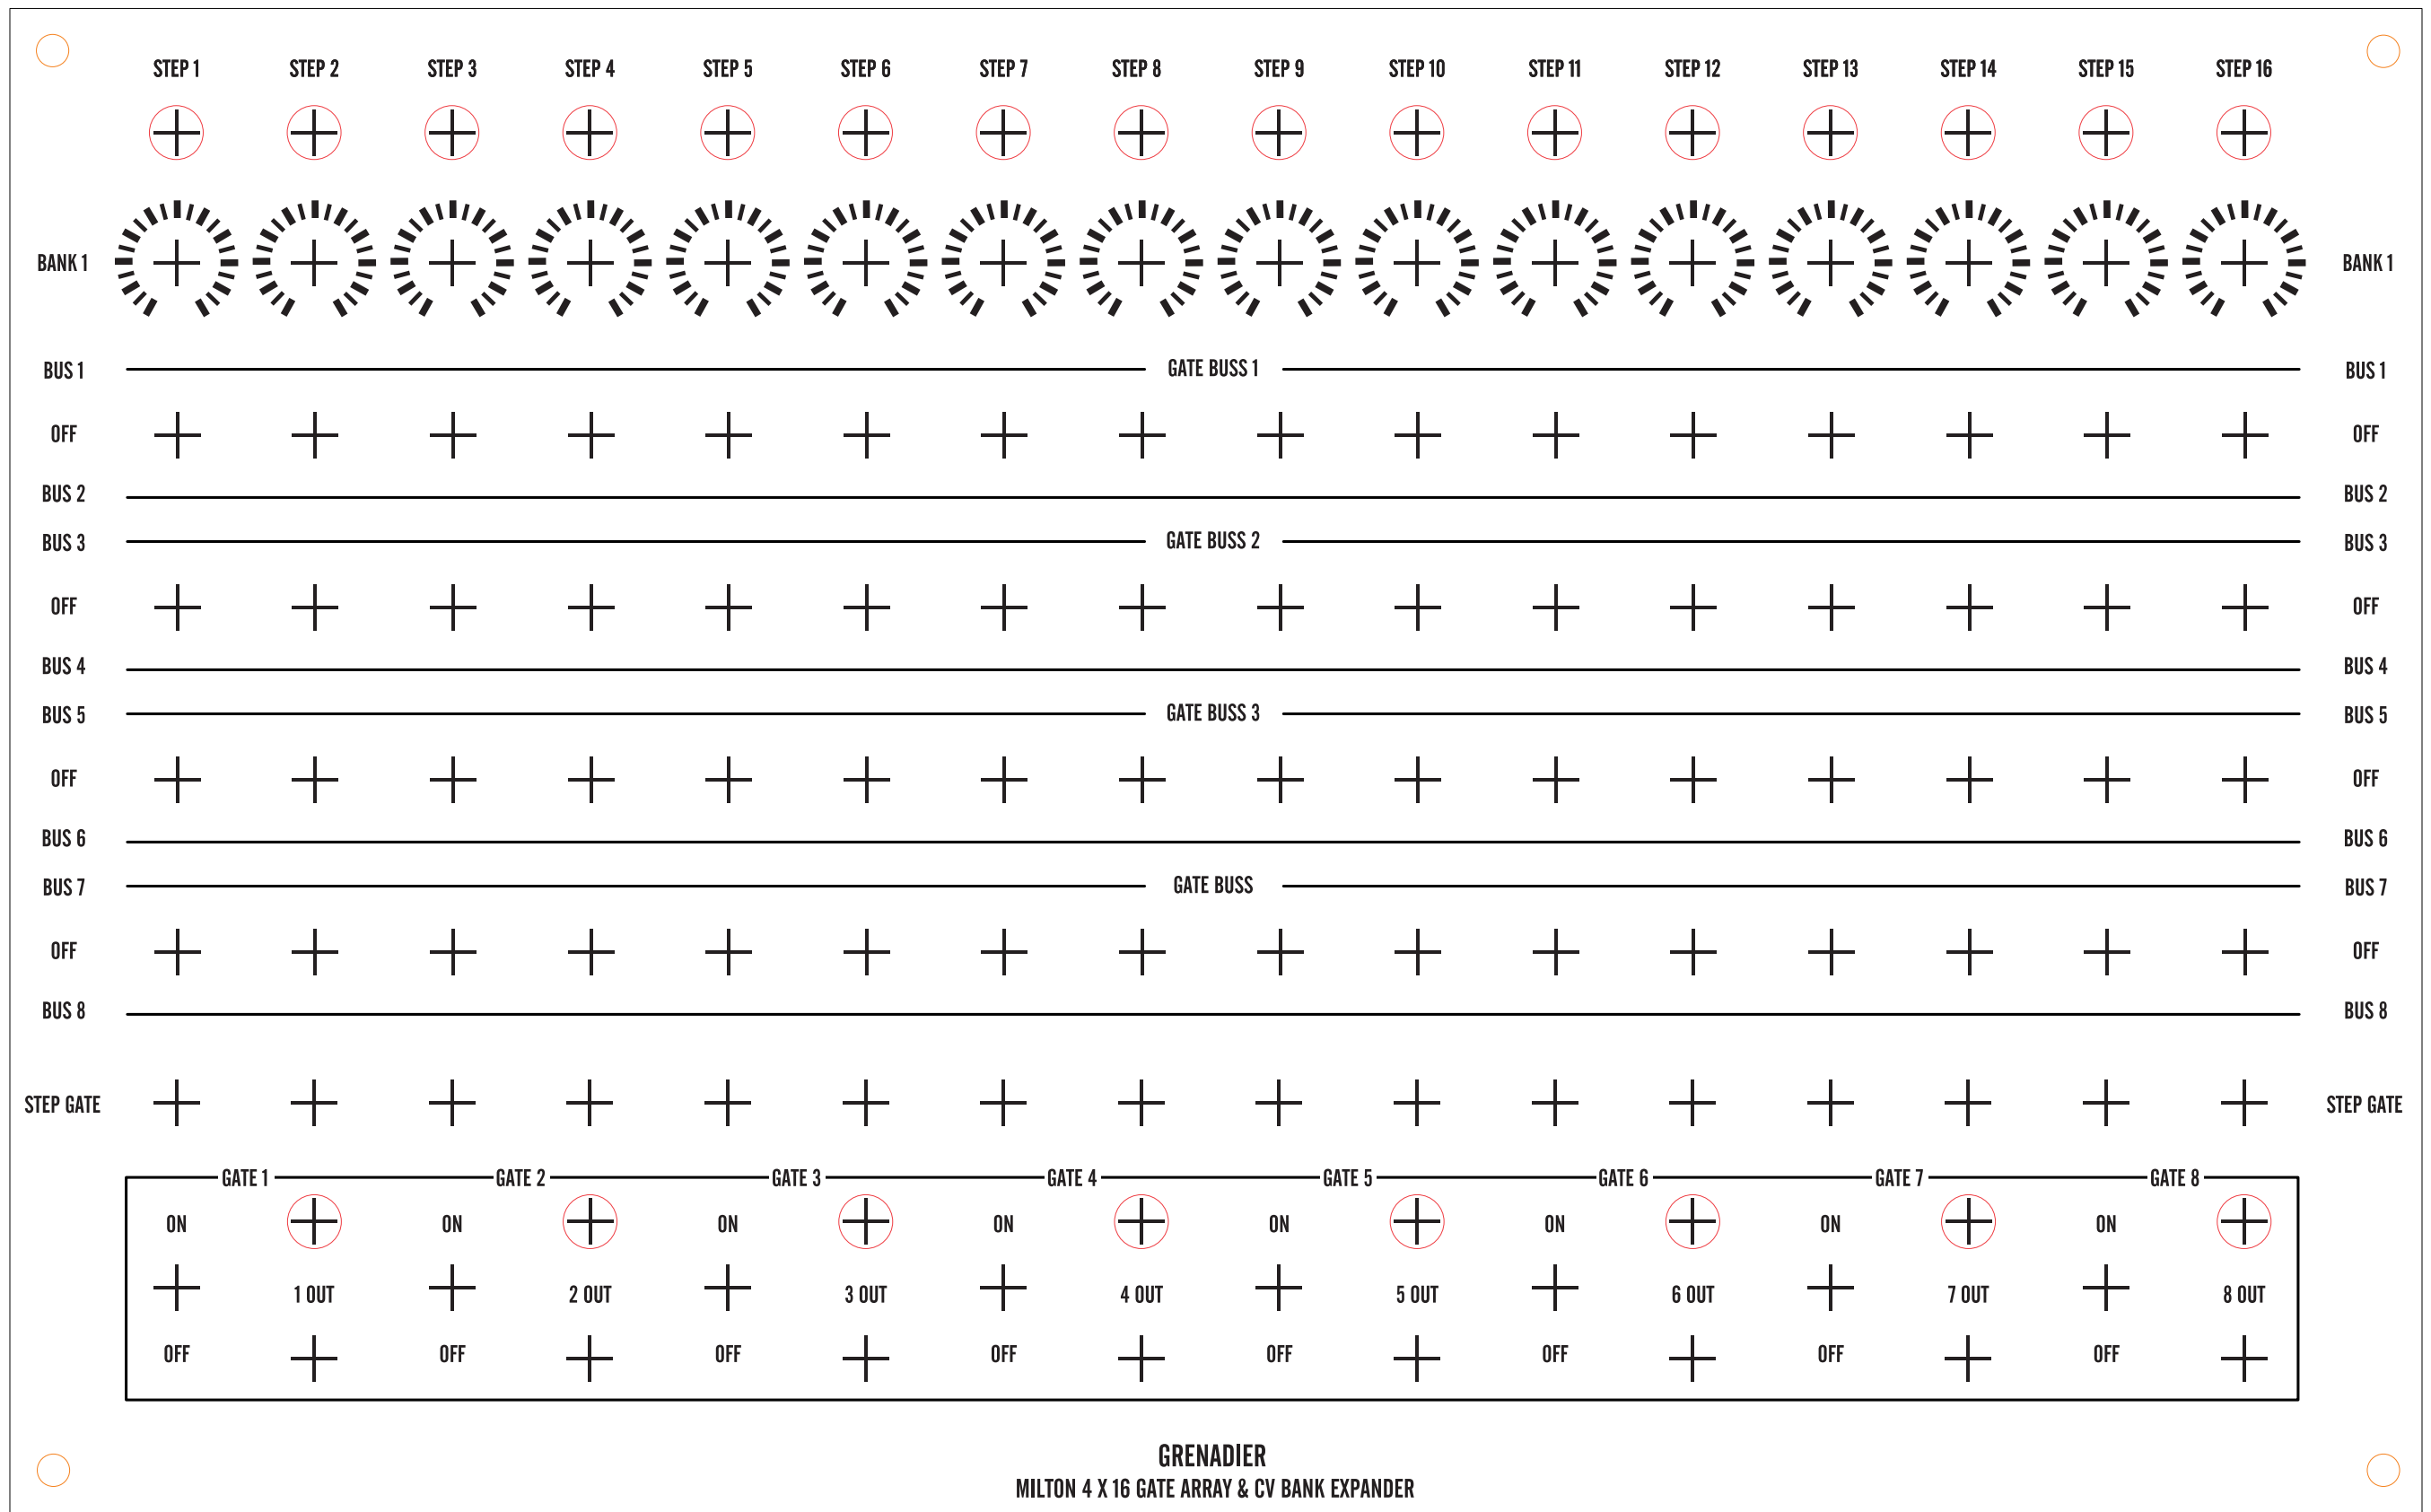 STEP 1 STEP 2 STEP 3 STEP 4 STEP 5 STEP 6 STEP 7 STEP 8 STEP 9 STEP 10 STEP 11 STEP 12 STEP 13 STEP 14 STEP 15 STEP 16
BANK 1 BANK 1
BUS 1 GATE BUSS 1 BUS 1
OFF OFF
BUS 2 BUS 2
BUS 3 GATE BUSS 2 BUS 3
OFF OFF
BUS 4 BUS 4
BUS 5 GATE BUSS 3 BUS 5
OFF OFF
BUS 6 BUS 6
BUS 7 GATE BUSS BUS 7
OFF OFF
BUS 8 BUS 8
STEP GATE STEP GATE
GATE 1 GATE 2 GATE 3 GATE 4 GATE 5 GATE 6 GATE 7 GATE 8
ON ON ON ON ON ON ON ON
1 OUT 2 OUT 3 OUT 4 OUT 5 OUT 6 OUT 7 OUT 8 OUT
OFF OFF OFF OFF OFF OFF OFF OFF
GRENADIER
MILTON 4 X 16 GATE ARRAY & CV BANK EXPANDER